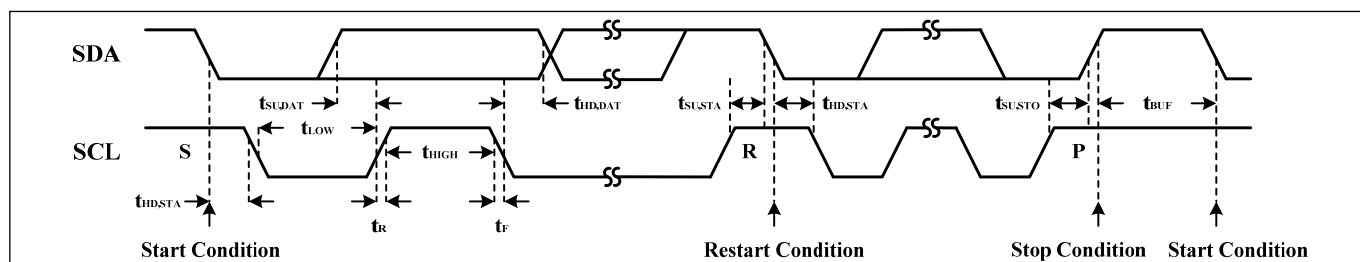 SDA
tSU,DAT
tHD,DAT
tSU,STA
tHD,STA
tSU,STO
tBUF
tLOW
SCL
S
tHIGH
R
P
tHD,STA
tR
tF
Start Condition
Restart Condition
Stop Condition
Start Condition